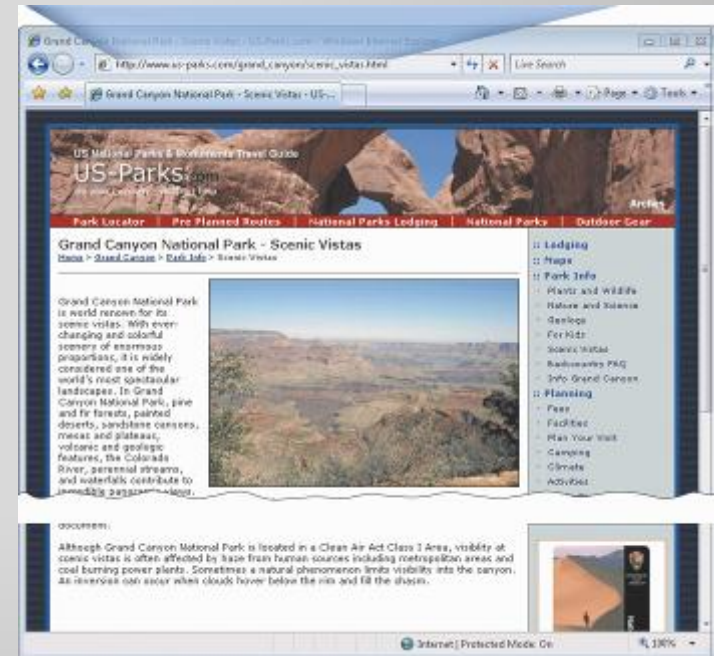 Grand Canyon National Park - Scenic Vistas - US-Parks.com - Windows Internet Explorer
http://www.us-parks.com/grand_canyon/scenic_vistas.html
Live Search
Grand Canyon National Park - Scenic Vistas - US-...
Page
Tools
US National Parks & Monuments Travel Guide
US-Parks.com
Arches
Park Locator | Pre Planned Routes | National Parks Lodging | National Parks | Outdoor Gear
Grand Canyon National Park - Scenic Vistas
Home > Grand Canyon > Park Info > Scenic Vistas
Grand Canyon National Park
is world renown for its
scenic vistas. With ever-
changing and colorful
scenery of enormous
proportions, it is widely
considered one of the
world's most spectacular
landscapes. In Grand
Canyon National Park, pine
and fir forests, painted
deserts, sandstone canyons,
mesas and plateaus,
volcanic and geologic
features, the Colorado
River, perennial streams,
and waterfalls contribute to
incredible panoramic views.
document.
Although Grand Canyon National Park is located in a Clean Air Act Class I Area, visiblity at
scenic vistas is often affected by haze from human sources including metropolitan areas and
coal burning power plants. Sometimes a natural phenomenon limits visibility into the canyon.
An inversion can occur when clouds hover below the rim and fill the chasm.
:: Lodging
:: Maps
:: Park Info
Plants and Wildlife
Nature and Science
Geology
For Kids
Scenic Vistas
Backcountry FAQ
Info Grand Canyon
:: Planning
Fees
Facilities
Plan Your Visit
Camping
Climate
Activities
Internet | Protected Mode: On
100%